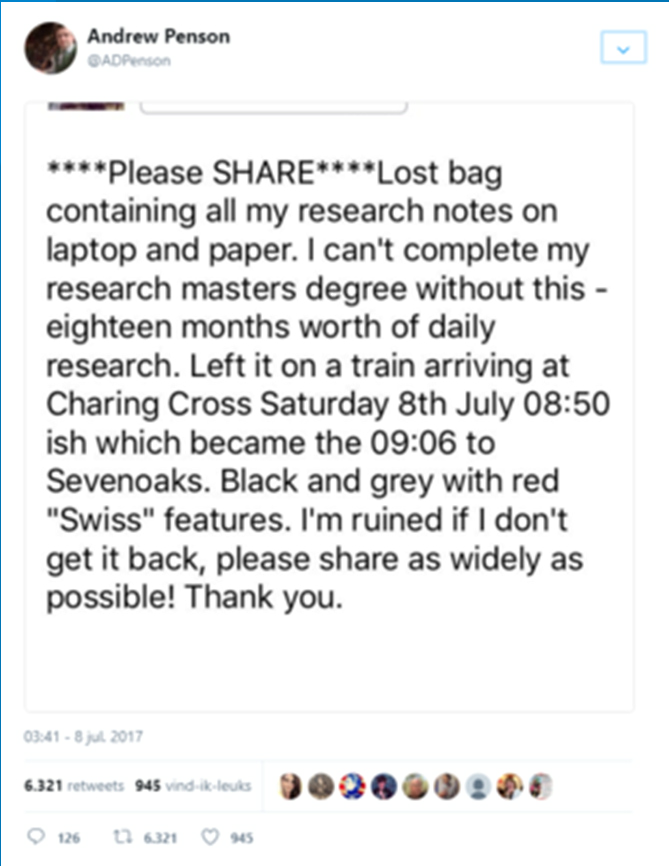 Andrew Penson
@ADPenson
****Please SHARE****Lost bag
containing all my research notes on
laptop and paper. I can't complete my
research masters degree without this -
eighteen months worth of daily
research. Left it on a train arriving at
Charing Cross Saturday 8th July 08:50
ish which became the 09:06 to
Sevenoaks. Black and grey with red
"Swiss" features. I'm ruined if I don't
get it back, please share as widely as
possible! Thank you.
03:41 - 8 jul. 2017
6.321 retweets 945 vind-ik-leuks
126 6.321 945